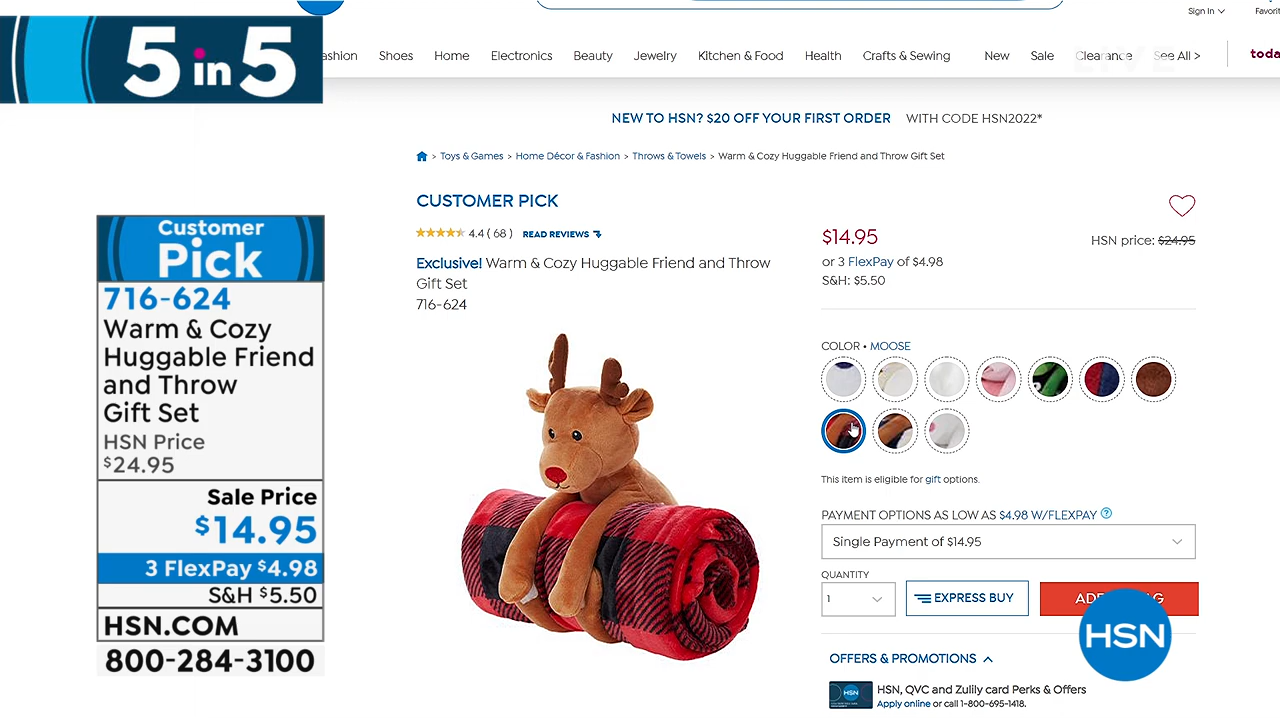 5 in 5
ashion Shoes Home Electronics Beauty Jewelry Kitchen & Food Health Crafts & Sewing New Sale Clearance See All > toda
Sign In Favorit
NEW TO HSN? $20 OFF YOUR FIRST ORDER WITH CODE HSN2022*
> Toys & Games > Home Décor & Fashion > Throws & Towels > Warm & Cozy Huggable Friend and Throw Gift Set
Customer
Pick
716-624
Warm & Cozy
Huggable Friend
and Throw
Gift Set
HSN Price
$24.95
Sale Price
$14.95
3 FlexPay $4.98
S&H $5.50
HSN.COM
800-284-3100
CUSTOMER PICK
4.4 ( 68 ) READ REVIEWS
Exclusive! Warm & Cozy Huggable Friend and Throw
Gift Set
716-624
$14.95
HSN price: $24.95
or 3 FlexPay of $4.98
S&H: $5.50
COLOR • MOOSE
This item is eligible for gift options.
PAYMENT OPTIONS AS LOW AS $4.98 W/FLEXPAY ?
Single Payment of $14.95
QUANTITY
1
EXPRESS BUY
HSN
OFFERS & PROMOTIONS
HSN
HSN, QVC and Zulily card Perks & Offers
Apply online or call 1-800-695-1418.